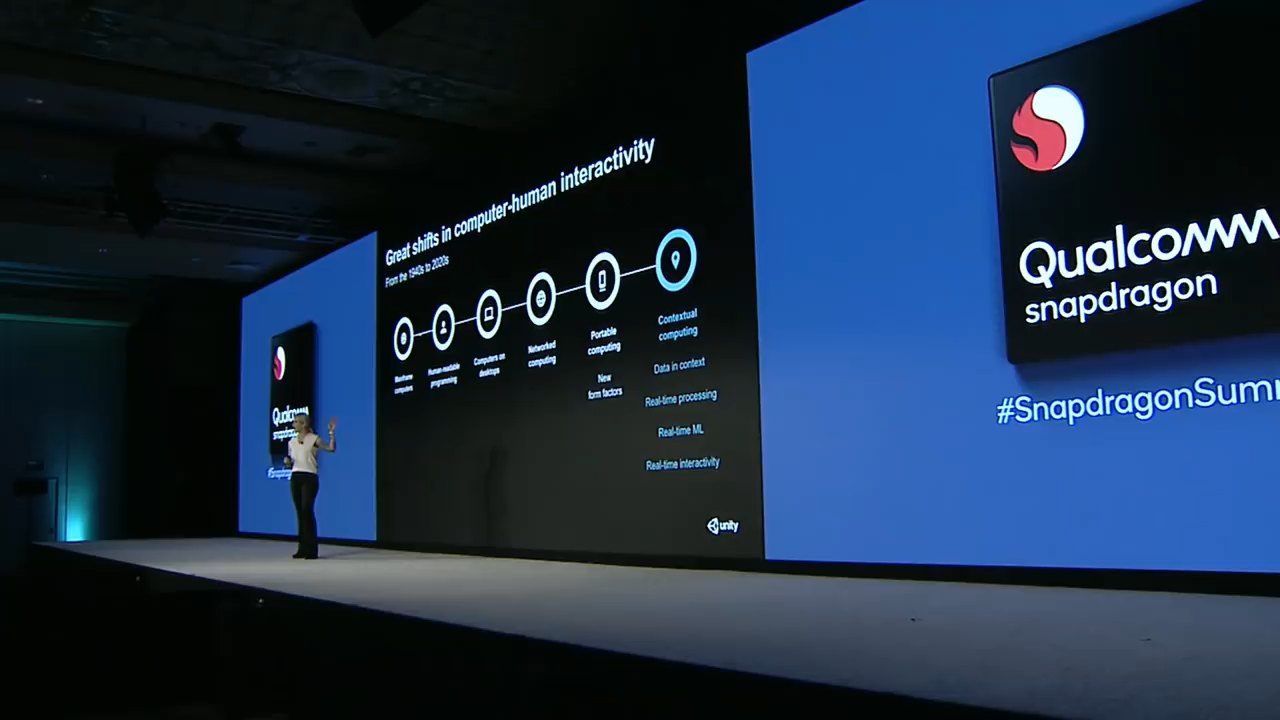 Great shifts in computer-human interactivity
From the 1940s to 2020s
Mainframe
computers
Human-readable
programming
Computers on
desktops
Networked
computing
Portable
computing
New
form factors
Contextual
computing
Data in context
Real-time processing
Real-time ML
Real-time interactivity
unity
Qualcomm
snapdragon
#SnapdragonSum
Qualcomm